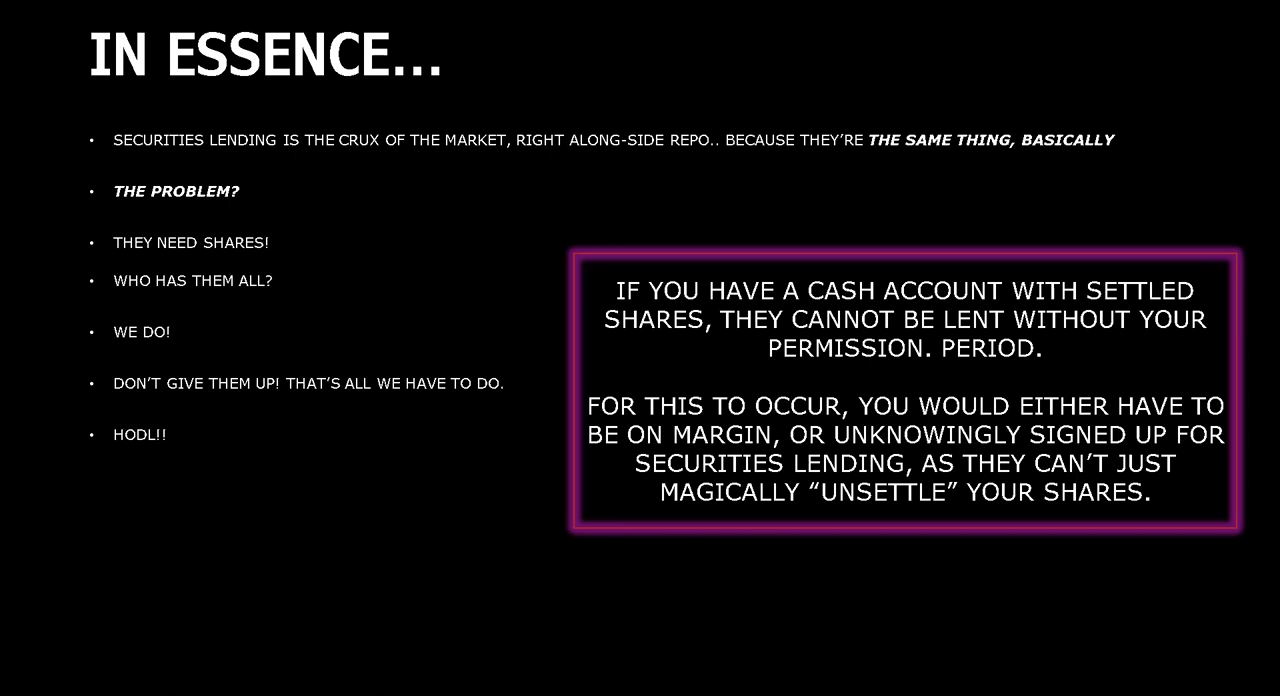 IN ESSENCE...
• SECURITIES LENDING IS THE CRUX OF THE MARKET, RIGHT ALONG-SIDE REPO.. BECAUSE THEY’RE THE SAME THING, BASICALLY
• THE PROBLEM?
• THEY NEED SHARES!
• WHO HAS THEM ALL?
• WE DO!
• DON’T GIVE THEM UP! THAT’S ALL WE HAVE TO DO.
• HODL!!
IF YOU HAVE A CASH ACCOUNT WITH SETTLED
SHARES, THEY CANNOT BE LENT WITHOUT YOUR
PERMISSION. PERIOD.
FOR THIS TO OCCUR, YOU WOULD EITHER HAVE TO
BE ON MARGIN, OR UNKNOWINGLY SIGNED UP FOR
SECURITIES LENDING, AS THEY CAN’T JUST
MAGICALLY “UNSETTLE” YOUR SHARES.